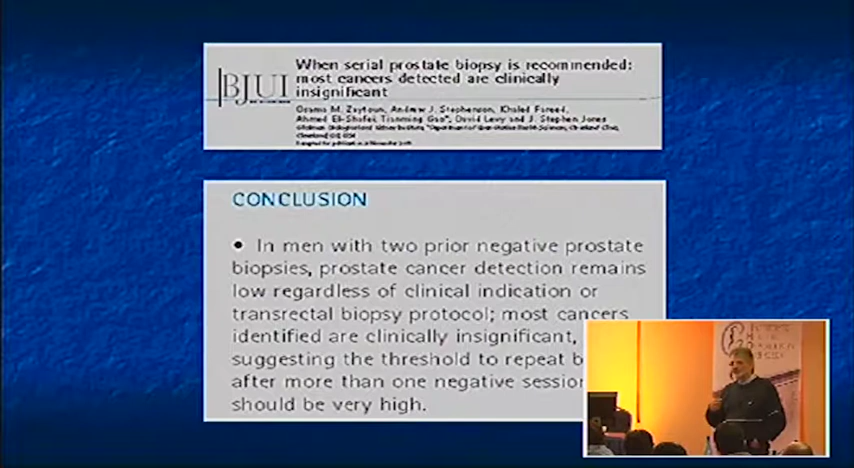 BJUI
When serial prostate biopsy is recommended:
most cancers detected are clinically
insignificant
Osama M. Zaytoun, Andrew J. Stephenson, Khaled Fareed,
Ahmed El-Shafei, Tianming Gao*, David Levy and J. Stephen Jones
CONCLUSION
• In men with two prior negative prostate
biopsies, prostate cancer detection remains
low regardless of clinical indication or
transrectal biopsy protocol; most cancers
identified are clinically insignificant,
suggesting the threshold to repeat b
after more than one negative session
should be very high.